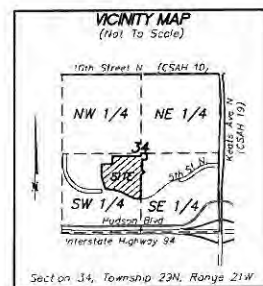 VICINITY MAP
(Not To Scale)
10th Street N (CSAH 10)
NW 1/4 NE 1/4
Keats Ave N
(CSAH 19)
34
SITE
5th St N
SW 1/4 SE 1/4
Hudson Blvd
Interstate Highway 94
Section 34, Township 29N, Range 21W